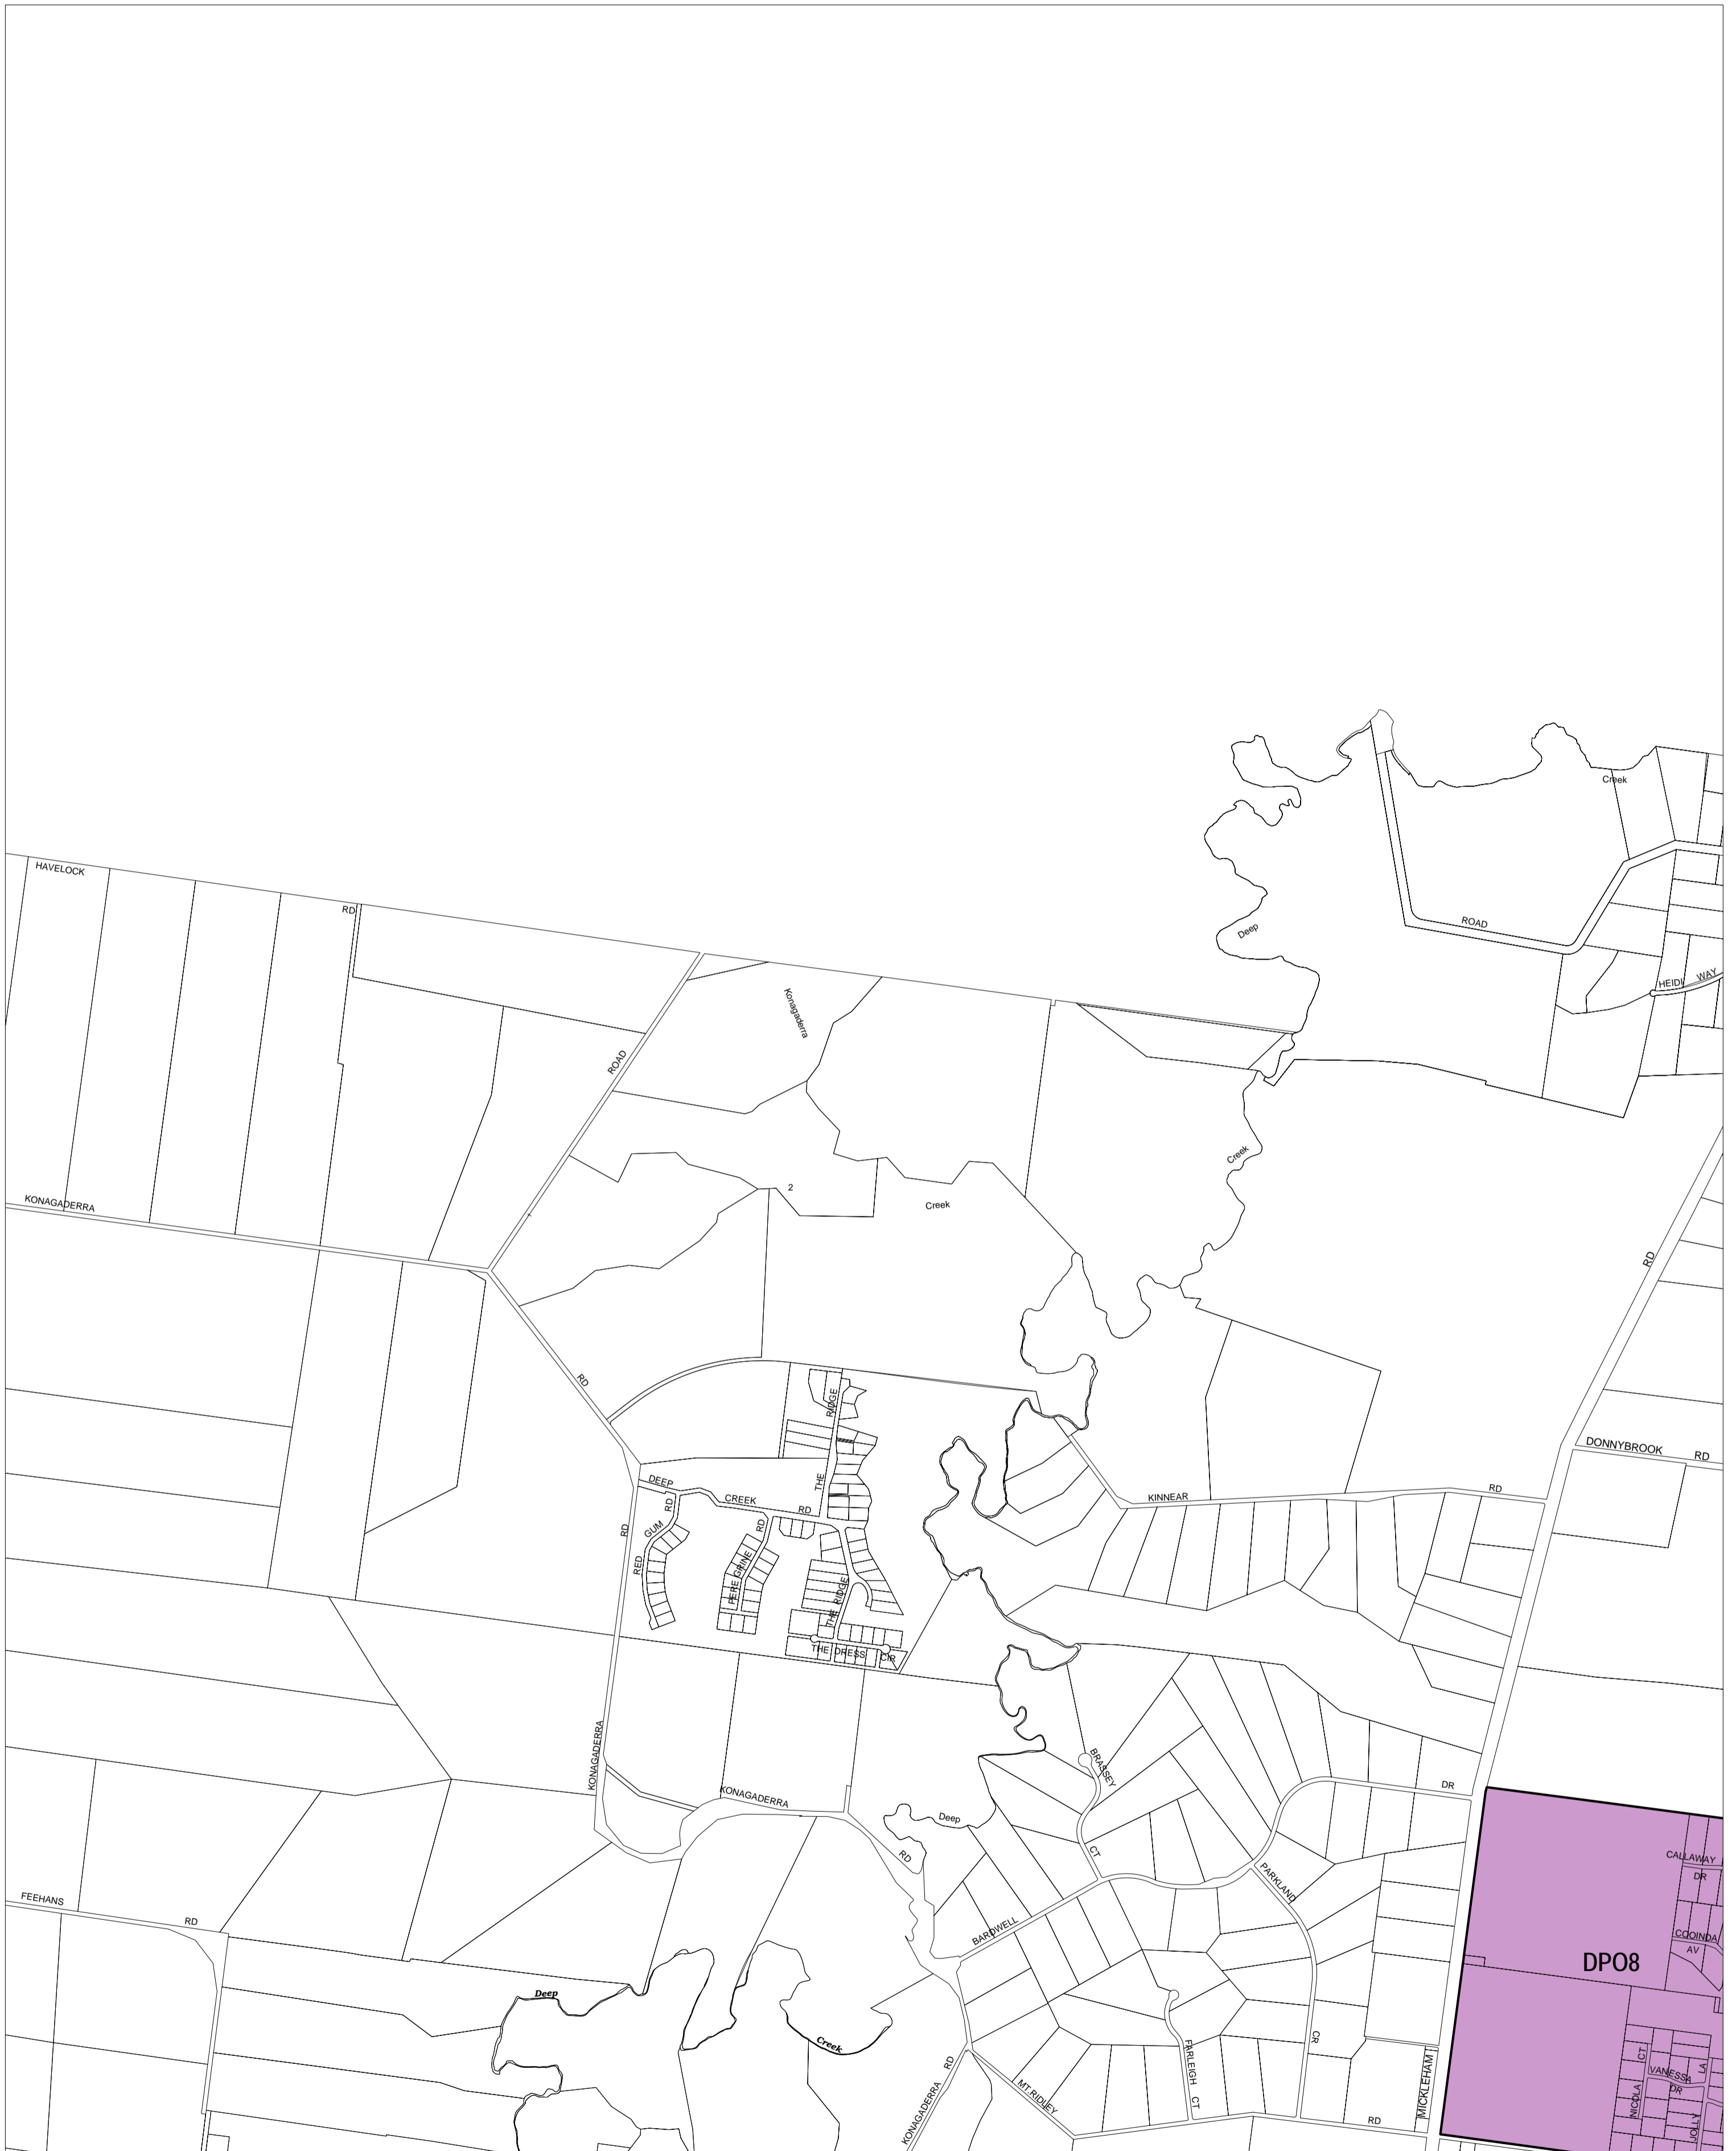 Creek
HAVELOCK
RD
ROAD
Deep
HEIDI WAY
Konagaderra
ROAD
Creek
2
KONAGADERRA
Creek
RD
RD
RIDGE
DONNYBROOK RD
DEEP
THE
CREEK
RD
KINNEAR
RD
RD
GUM
RD
RD
RED
PEREGRINE
THE RIDGE
THE DRESS CIR
KONAGADERRA
BRASSEY
DR
KONAGADERRA
Deep
CT
RD
CALLAWAY
DR
PARKLAND
FEEHANS
RD
BARDWELL
COOINDA
AV
DPO8
Deep
Creek
CR
FARLEIGH
CT
RD
KONAGADERRA
MT RIDLEY
RD
MICKLEHAM
CT
NICOLA
VANESSA
DR
LA
JOLLY